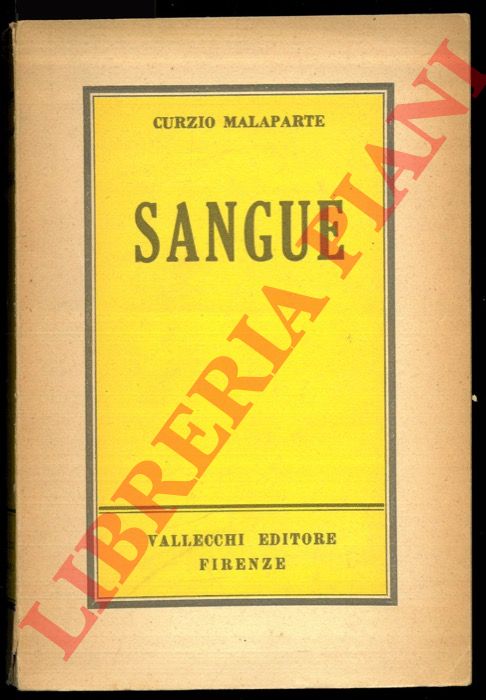 CURZIO MALAPARTE
SANGUE
VALLECCHI EDITORE
FIRENZE
LIBRERIA PIANI